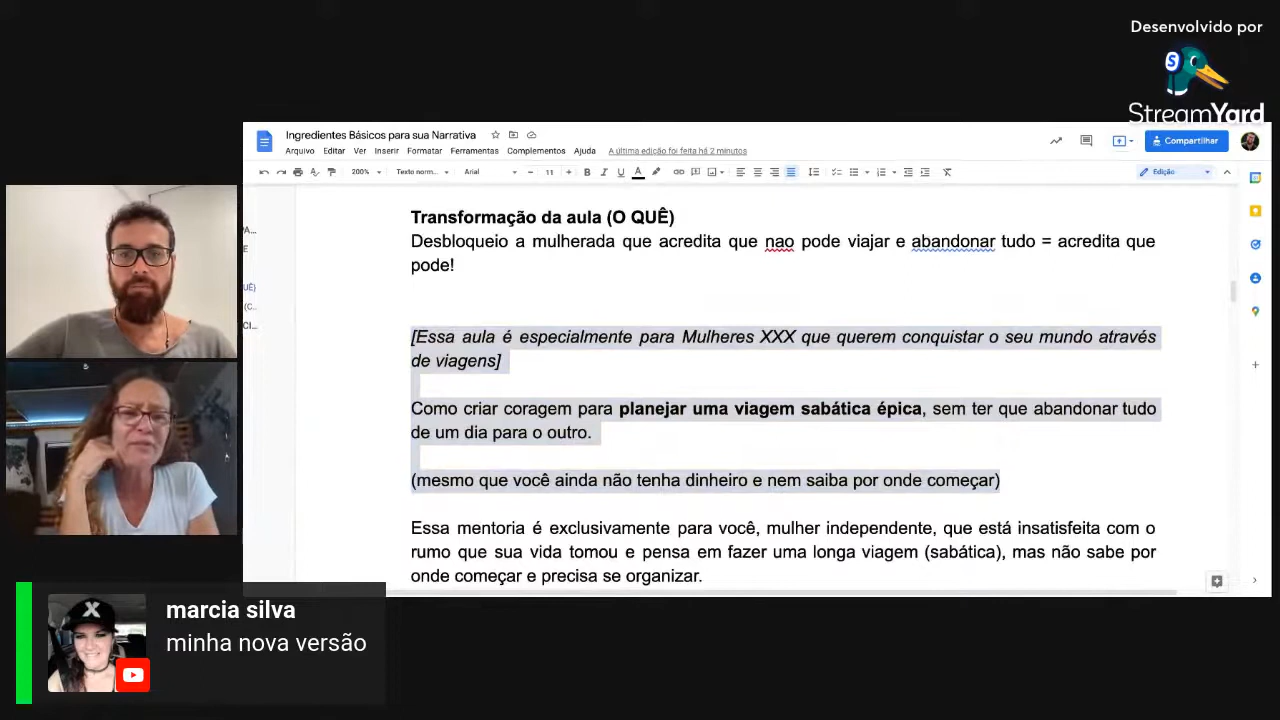 Desenvolvido por
StreamYard
Ingredientes Básicos para sua Narrativa
Arquivo Editar Ver Inserir Formatar Ferramentas Complementos Ajuda A última edição foi feita há 2 minutos
Compartilhar
200% Texto norm... Arial 11 B I U A
Edição
Transformação da aula (O QUÊ)
Desbloqueio a mulherada que acredita que nao pode viajar e abandonar tudo = acredita que
pode!
[Essa aula é especialmente para Mulheres XXX que querem conquistar o seu mundo através
de viagens]
Como criar coragem para planejar uma viagem sabática épica, sem ter que abandonar tudo
de um dia para o outro.
(mesmo que você ainda não tenha dinheiro e nem saiba por onde começar)
Essa mentoria é exclusivamente para você, mulher independente, que está insatisfeita com o
rumo que sua vida tomou e pensa em fazer uma longa viagem (sabática), mas não sabe por
onde começar e precisa se organizar.
marcia silva
minha nova versão